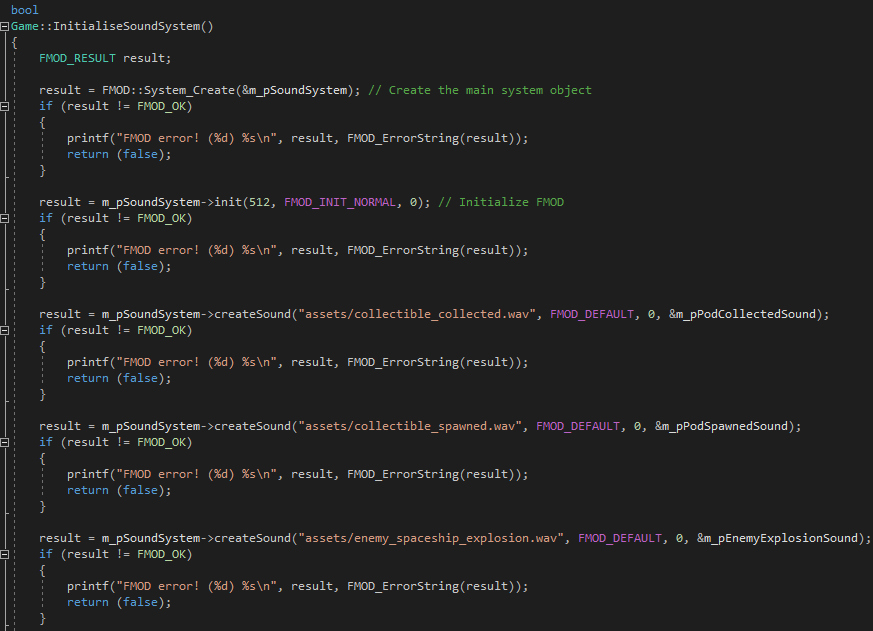 bool
Game::InitialiseSoundSystem()
{
FMOD_RESULT result;
result = FMOD::System_Create(&m_pSoundSystem); // Create the main system object
if (result != FMOD_OK)
{
printf("FMOD error! (%d) %s\n", result, FMOD_ErrorString(result));
return (false);
}
result = m_pSoundSystem->init(512, FMOD_INIT_NORMAL, 0); // Initialize FMOD
if (result != FMOD_OK)
{
printf("FMOD error! (%d) %s\n", result, FMOD_ErrorString(result));
return (false);
}
result = m_pSoundSystem->createSound("assets/collectible_collected.wav", FMOD_DEFAULT, 0, &m_pPodCollectedSound);
if (result != FMOD_OK)
{
printf("FMOD error! (%d) %s\n", result, FMOD_ErrorString(result));
return (false);
}
result = m_pSoundSystem->createSound("assets/collectible_spawned.wav", FMOD_DEFAULT, 0, &m_pPodSpawnedSound);
if (result != FMOD_OK)
{
printf("FMOD error! (%d) %s\n", result, FMOD_ErrorString(result));
return (false);
}
result = m_pSoundSystem->createSound("assets/enemy_spaceship_explosion.wav", FMOD_DEFAULT, 0, &m_pEnemyExplosionSound);
if (result != FMOD_OK)
{
printf("FMOD error! (%d) %s\n", result, FMOD_ErrorString(result));
return (false);
}